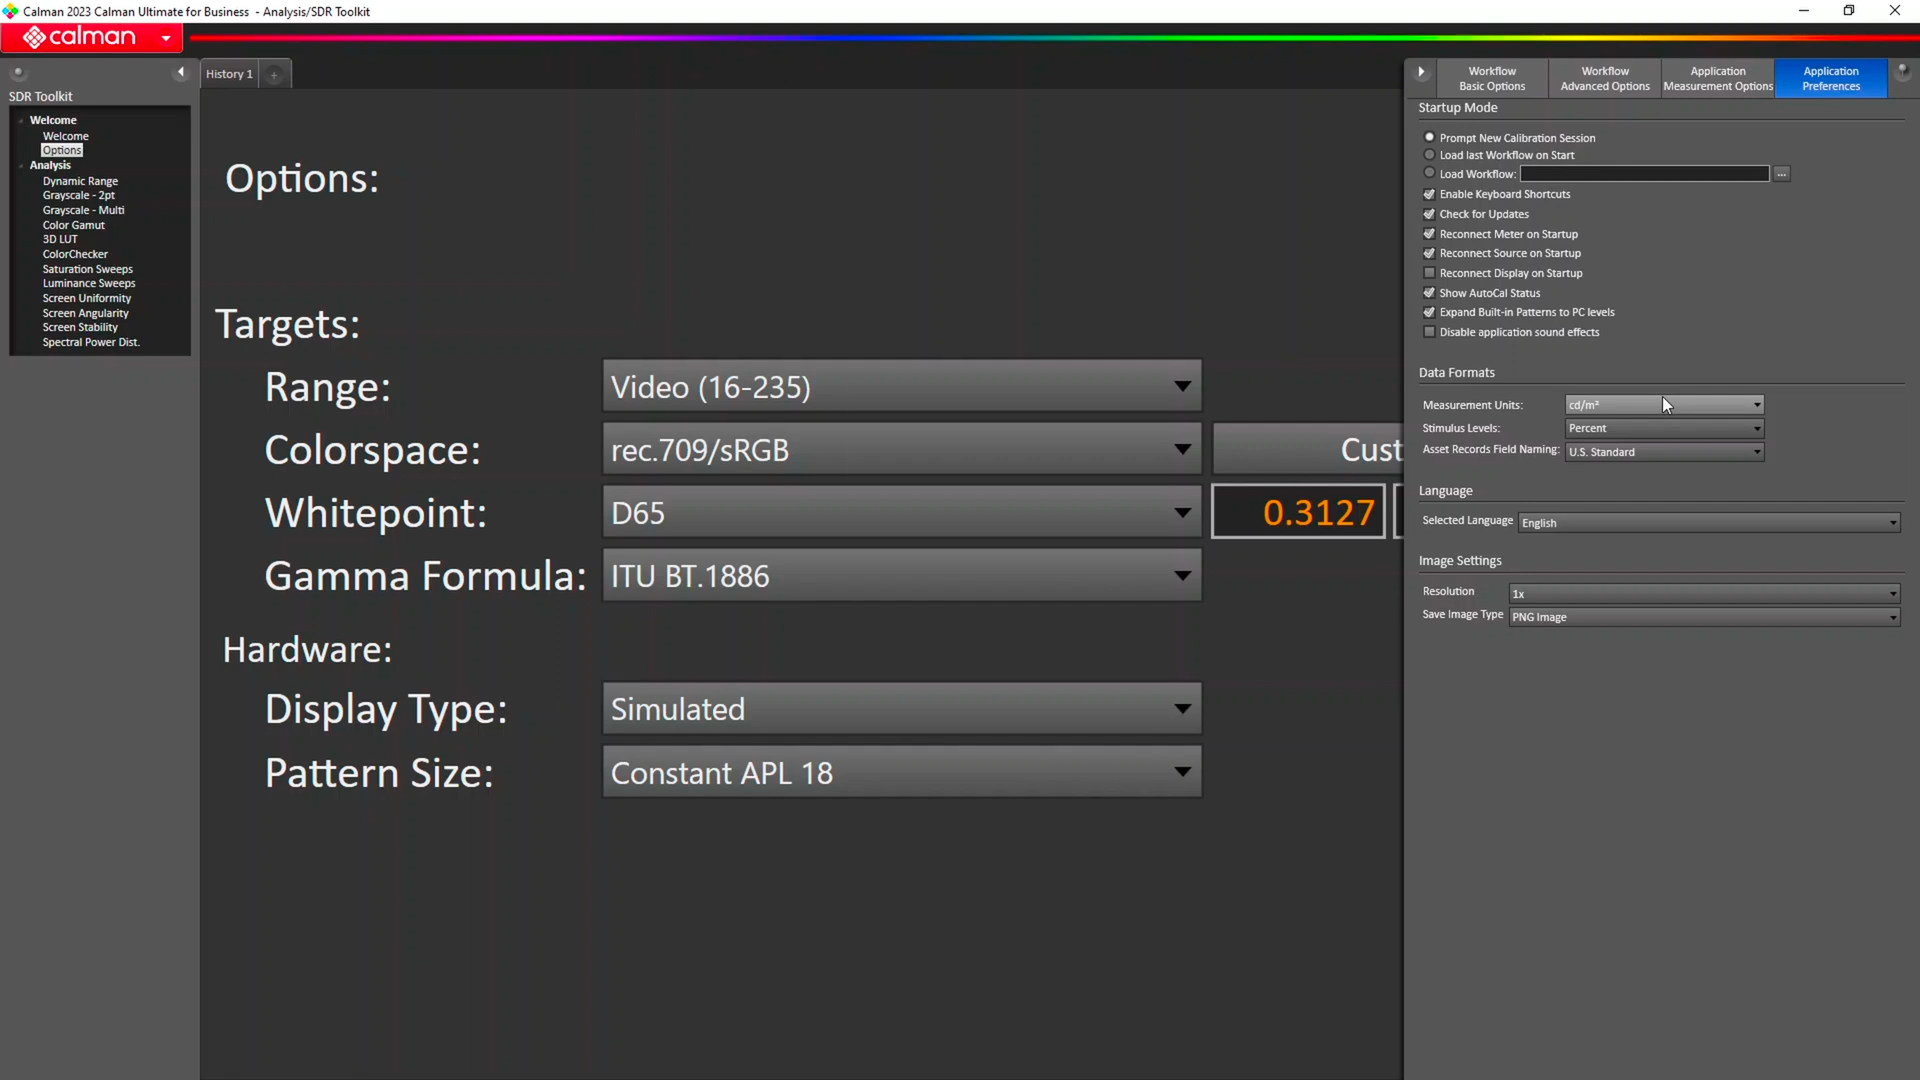 Calman 2023 Calman Ultimate for Business - Analysis/SDR Toolkit
calman
SDR Toolkit
Welcome
Welcome
Options
Analysis
Dynamic Range
Grayscale - 2pt
Grayscale - Multi
Color Gamut
3D LUT
ColorChecker
Saturation Sweeps
Luminance Sweeps
Screen Uniformity
Screen Angularity
Screen Stability
Spectral Power Dist.
History 1
+
Options:
Targets:
Range: Video (16-235)
Colorspace: rec.709/sRGB Cust
Whitepoint: D65 0.3127
Gamma Formula: ITU BT.1886
Hardware:
Display Type: Simulated
Pattern Size: Constant APL 18
Workflow Basic Options
Workflow Advanced Options
Application Measurement Options
Application Preferences
Startup Mode
Prompt New Calibration Session
Load last Workflow on Start
Load Workflow: ...
Enable Keyboard Shortcuts
Check for Updates
Reconnect Meter on Startup
Reconnect Source on Startup
Reconnect Display on Startup
Show AutoCal Status
Expand Built-in Patterns to PC levels
Disable application sound effects
Data Formats
Measurement Units: cd/m²
Stimulus Levels: Percent
Asset Records Field Naming: U.S. Standard
Language
Selected Language English
Image Settings
Resolution 1x
Save Image Type PNG Image